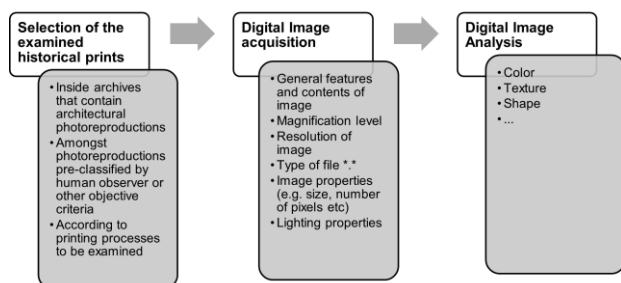 Selection of the
examined
historical prints
• Inside archives
that contain
architectural
photoreproductions
• Amongst
photoreproductions
pre-classified by
human observer or
other objective
criteria
• According to
printing processes
to be examined
Digital Image
acquisition
• General features
and contents of
image
• Magnification level
• Resolution of
image
• Type of file *.*
• Image properties
(e.g. size, number
of pixels etc)
• Lighting properties
Digital Image
Analysis
• Color
• Texture
• Shape
• ...